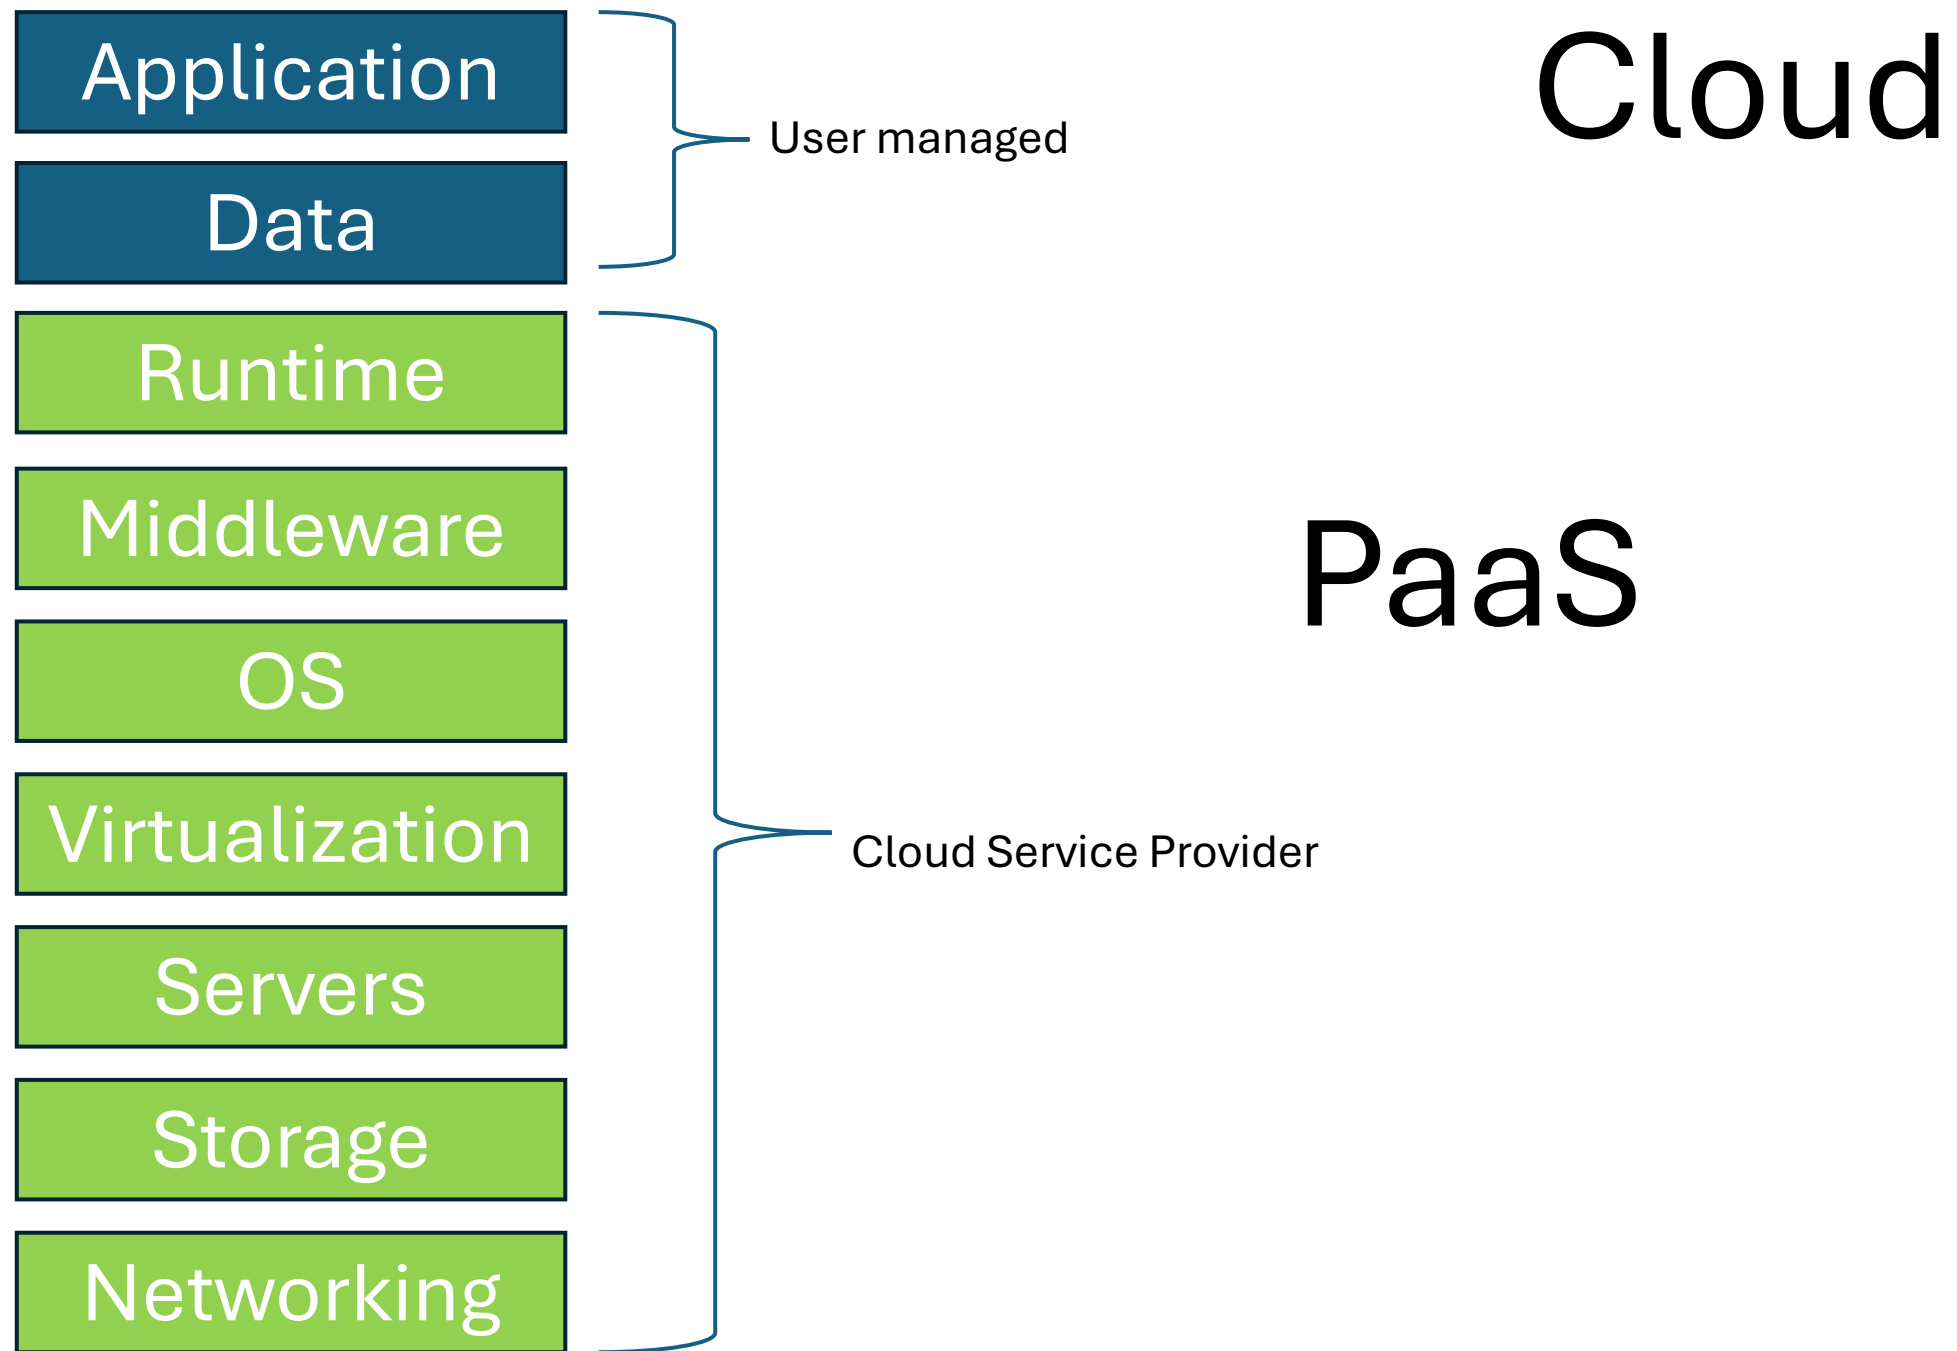 Application
Data
Runtime
Middleware
OS
Virtualization
Servers
Storage
Networking
User managed
Cloud Service Provider
Cloud
PaaS